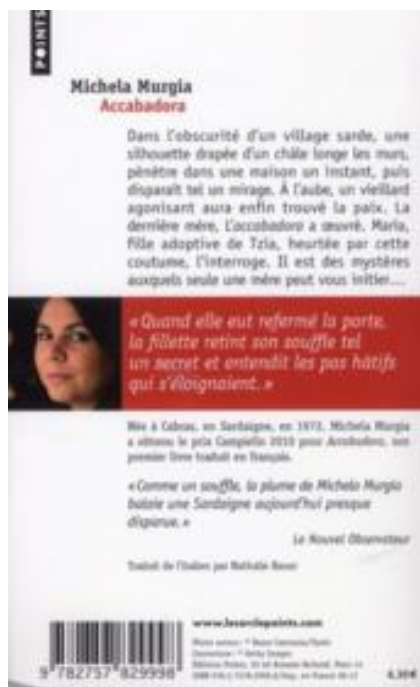 POINTS
Michela Murgia
Accabadora
Dans l'obscurité d'un village sarde, une
silhouette drapée d'un châle longe les murs,
pénètre dans une maison un instant, puis
disparaît tel un mirage. À l'aube, un vieillard
agonisant aura enfin trouvé la paix. La
dernière mère, L'accabadora a œuvré. Maria,
fille adoptive de Tzia, heurtée par cette
coutume, l'interroge. Il est des mystères
auxquels seule une mère peut vous initier...
« Quand elle eut refermé la porte,
la fillette retint son souffle tel
un secret et entendit les pas hâtifs
qui s'éloignaient. »
Née à Cabras, en Sardaigne, en 1972, Michela Murgia
a obtenu le prix Campiello 2010 pour Accabadora, son
premier livre traduit en français.
« Comme un souffle, la plume de Michela Murgia
balaie une Sardaigne aujourd'hui presque
disparue. »
Le Nouvel Observateur
Traduit de l'italien par Nathalie Bauer
www.lecerclepoints.com
9 782757 829998